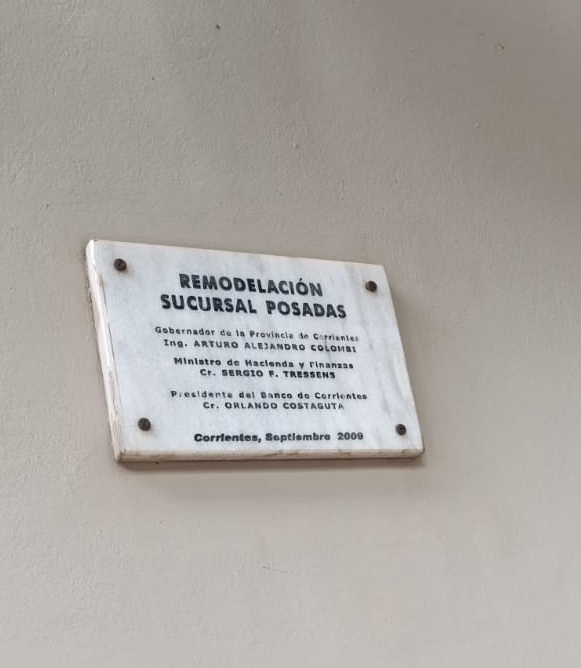 REMODELACIÓN
SUCURSAL POSADAS
Gobernador de la Provincia de Corrientes
Ing. ARTURO ALEJANDRO COLOMBI
Ministro de Hacienda y Finanzas
Cr. SERGIO F. TRESSENS
Presidente del Banco de Corrientes
Cr. ORLANDO COSTAGUTA
Corrientes, Septiembre 2009